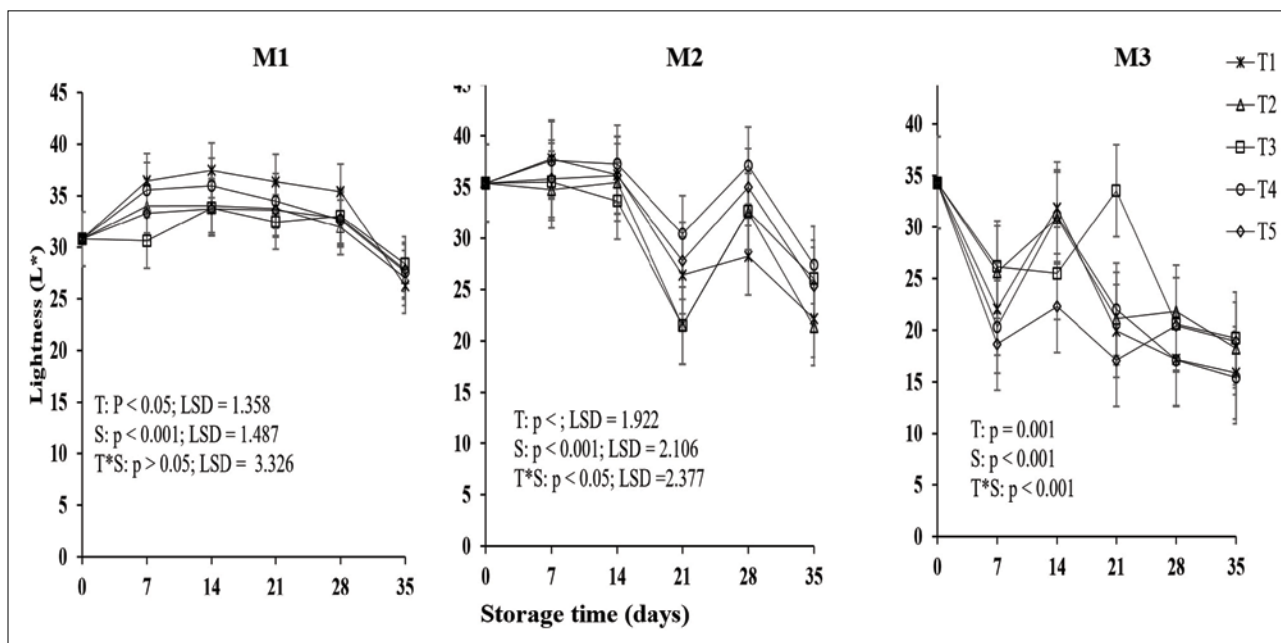 M1
M2
M3
T1
T2
T3
T4
T5
Lightness (L*)
45
40
35
30
25
20
15
10
5
0
0 7 14 21 28 35
T: P < 0.05; LSD = 1.358
S: p < 0.001; LSD = 1.487
T*S: p > 0.05; LSD = 3.326
45
40
35
30
25
20
15
10
5
0
0 7 14 21 28 35
T: p < ; LSD = 1.922
S: p < 0.001; LSD = 2.106
T*S: p < 0.05; LSD =2.377
40
35
30
25
20
15
10
5
0
0 7 14 21 28 35
T: p = 0.001
S: p < 0.001
T*S: p < 0.001
Storage time (days)